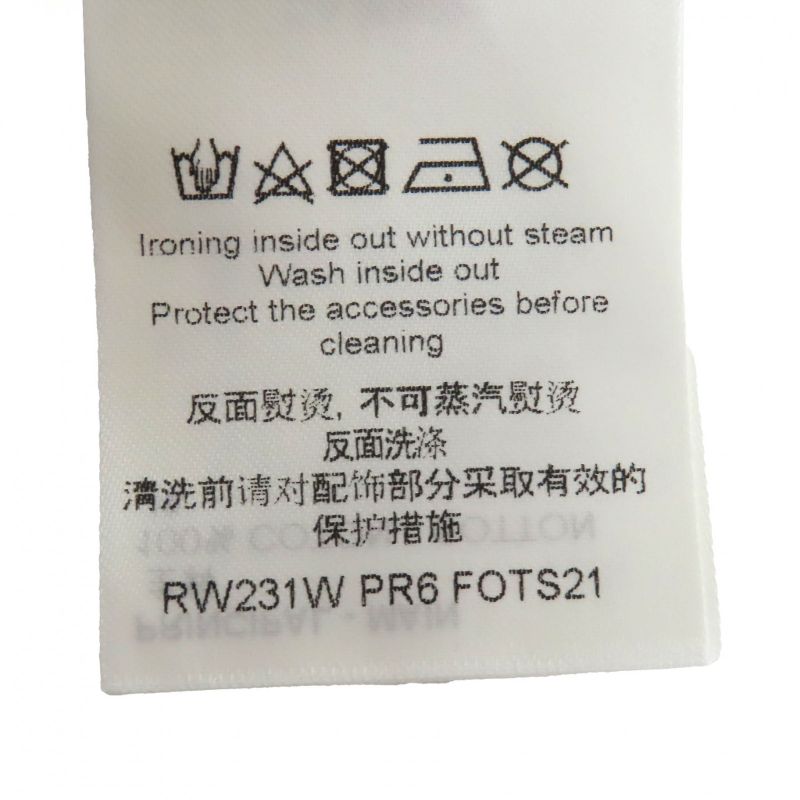 Ironing inside out without steam
Wash inside out
Protect the accessories before
cleaning
反面熨烫, 不可蒸汽熨烫
反面洗涤
清洗前请对配饰部分采取有效的
保护措施
RW231W PR6 FOTS21